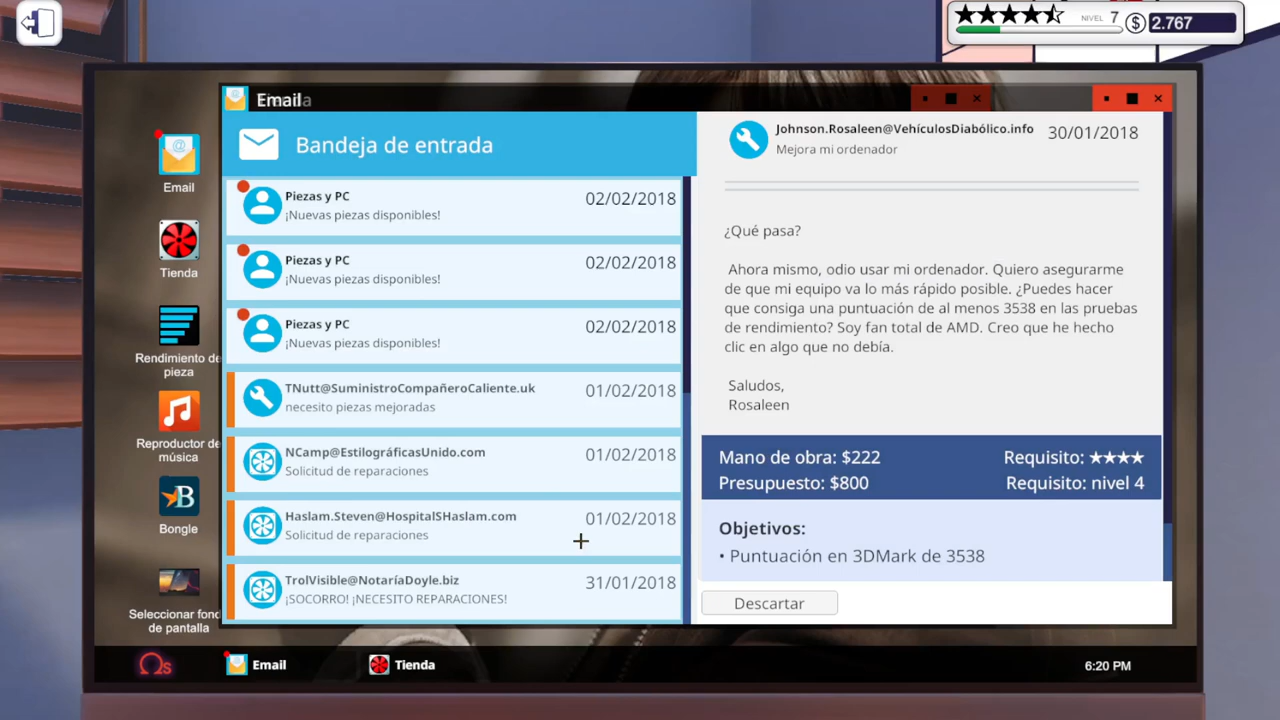 NIVEL 7
$ 2.767
Email
Bandeja de entrada
Piezas y PC
02/02/2018
¡Nuevas piezas disponibles!
Piezas y PC
02/02/2018
¡Nuevas piezas disponibles!
Piezas y PC
02/02/2018
¡Nuevas piezas disponibles!
TNutt@SuministroCompañeroCaliente.uk
01/02/2018
necesito piezas mejoradas
NCamp@EstilográficasUnido.com
01/02/2018
Solicitud de reparaciones
Haslam.Steven@HospitalSHaslam.com
01/02/2018
Solicitud de reparaciones
TrolVisible@NotaríaDoyle.biz
31/01/2018
¡SOCORRO! ¡NECESITO REPARACIONES!
Johnson.Rosaleen@VehículosDiabólico.info
30/01/2018
Mejora mi ordenador
¿Qué pasa?
Ahora mismo, odio usar mi ordenador. Quiero asegurarme
de que mi equipo va lo más rápido posible. ¿Puedes hacer
que consiga una puntuación de al menos 3538 en las pruebas
de rendimiento? Soy fan total de AMD. Creo que he hecho
clic en algo que no debía.
Saludos,
Rosaleen
Mano de obra: $222
Requisito: ★★★★
Presupuesto: $800
Requisito: nivel 4
Objetivos:
• Puntuación en 3DMark de 3538
Descartar
Email
Tienda
Rendimiento de
pieza
Reproductor de
música
Bongle
Seleccionar fond
de pantalla
Ωs
Email
Tienda
6:20 PM